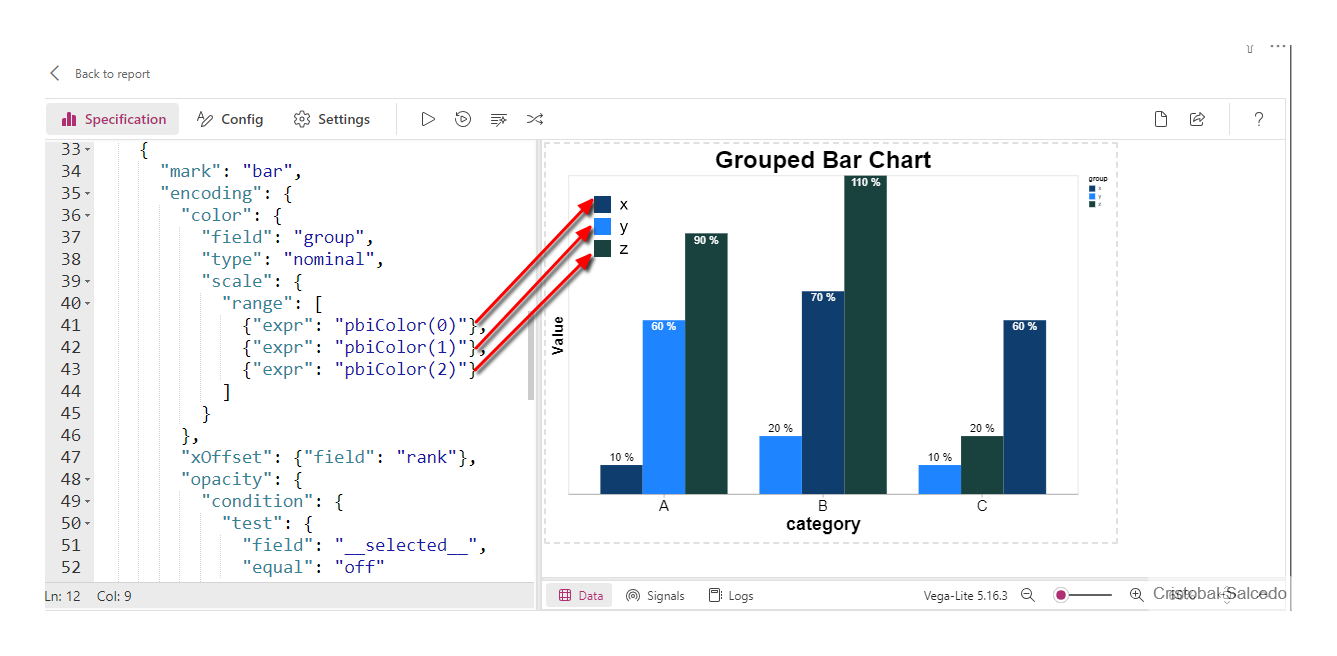 Back to report
Specification Config Settings ?
33 {
34 "mark": "bar",
35 "encoding": {
36 "color": {
37 "field": "group",
38 "type": "nominal",
39 "scale": {
40 "range": [
41 {"expr": "pbiColor(0)"},
42 {"expr": "pbiColor(1)"},
43 {"expr": "pbiColor(2)"}
44 ]
45 }
46 },
47 "xOffset": {"field": "rank"},
48 "opacity": {
49 "condition": {
50 "test": {
51 "field": "__selected__",
52 "equal": "off"
Ln: 12 Col: 9
Grouped Bar Chart
group
x
y
z
x
y
z
Value
10 %
60 %
90 %
20 %
70 %
110 %
10 %
20 %
60 %
A B C
category
Data Signals Logs Vega-Lite 5.16.3
Cristobal Salcedo